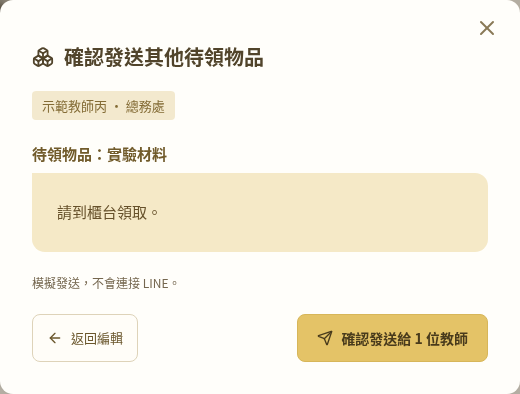 確認發送其他待領物品
示範教師丙 · 總務處
待領物品：實驗材料
請到櫃台領取。
模擬發送，不會連接 LINE。
返回編輯
確認發送給 1 位教師